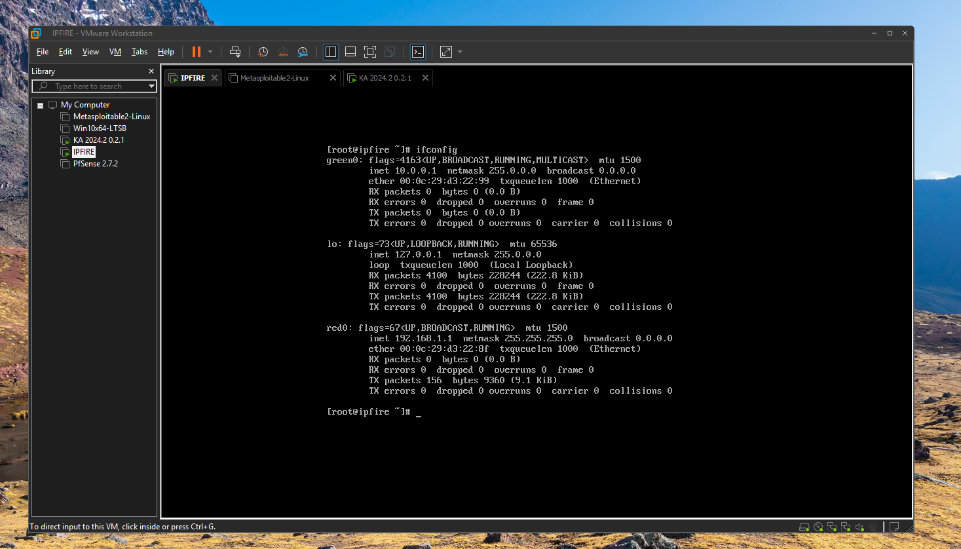 IPFIRE - VMware Workstation
File Edit View VM Tabs Help
Library
Type here to search
My Computer
Metasploitable2-Linux
Win10x64-LTSB
KA 2024.2 0.2.1
IPFIRE
PfSense 2.7.2
IPFIRE Metasploitable2-Linux KA 2024.2 0.2.1
[root@ipfire ~]# ifconfig
green0: flags=4163<UP,BROADCAST,RUNNING,MULTICAST> mtu 1500
inet 10.0.0.1 netmask 255.0.0.0 broadcast 0.0.0.0
ether 00:0c:29:d3:22:99 txqueuelen 1000 (Ethernet)
RX packets 0 bytes 0 (0.0 B)
RX errors 0 dropped 0 overruns 0 frame 0
TX packets 0 bytes 0 (0.0 B)
TX errors 0 dropped 0 overruns 0 carrier 0 collisions 0
lo: flags=73<UP,LOOPBACK,RUNNING> mtu 65536
inet 127.0.0.1 netmask 255.0.0.0
loop txqueuelen 1000 (Local Loopback)
RX packets 4100 bytes 228244 (222.8 KiB)
RX errors 0 dropped 0 overruns 0 frame 0
TX packets 4100 bytes 228244 (222.8 KiB)
TX errors 0 dropped 0 overruns 0 carrier 0 collisions 0
red0: flags=67<UP,BROADCAST,RUNNING> mtu 1500
inet 192.168.1.1 netmask 255.255.255.0 broadcast 0.0.0.0
ether 00:0c:29:d3:22:8f txqueuelen 1000 (Ethernet)
RX packets 0 bytes 0 (0.0 B)
RX errors 0 dropped 0 overruns 0 frame 0
TX packets 156 bytes 9360 (9.1 KiB)
TX errors 0 dropped 0 overruns 0 carrier 0 collisions 0
[root@ipfire ~]# _
To direct input to this VM, click inside or press Ctrl+G.